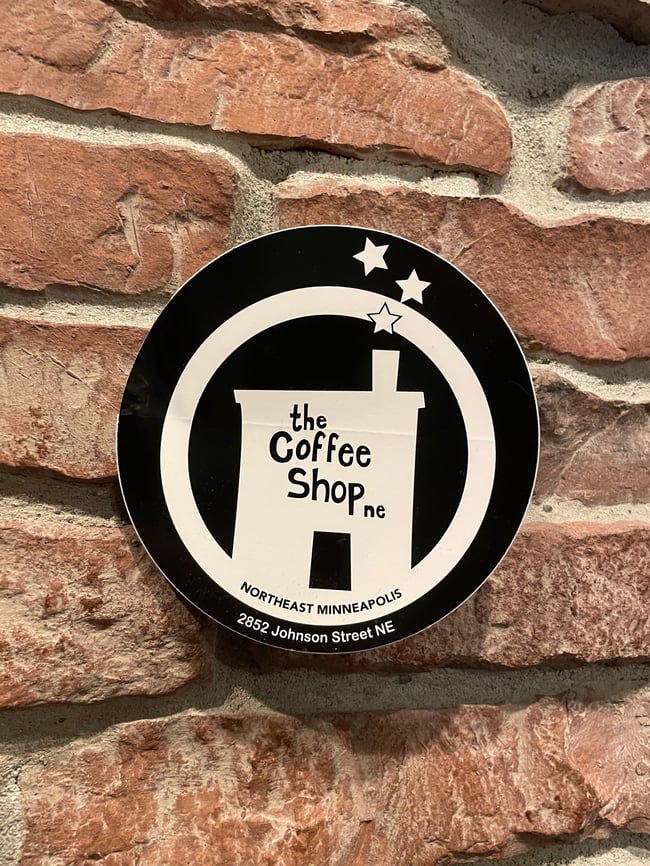 the
Coffee
Shop ne
NORTHEAST MINNEAPOLIS
2852 Johnson Street NE